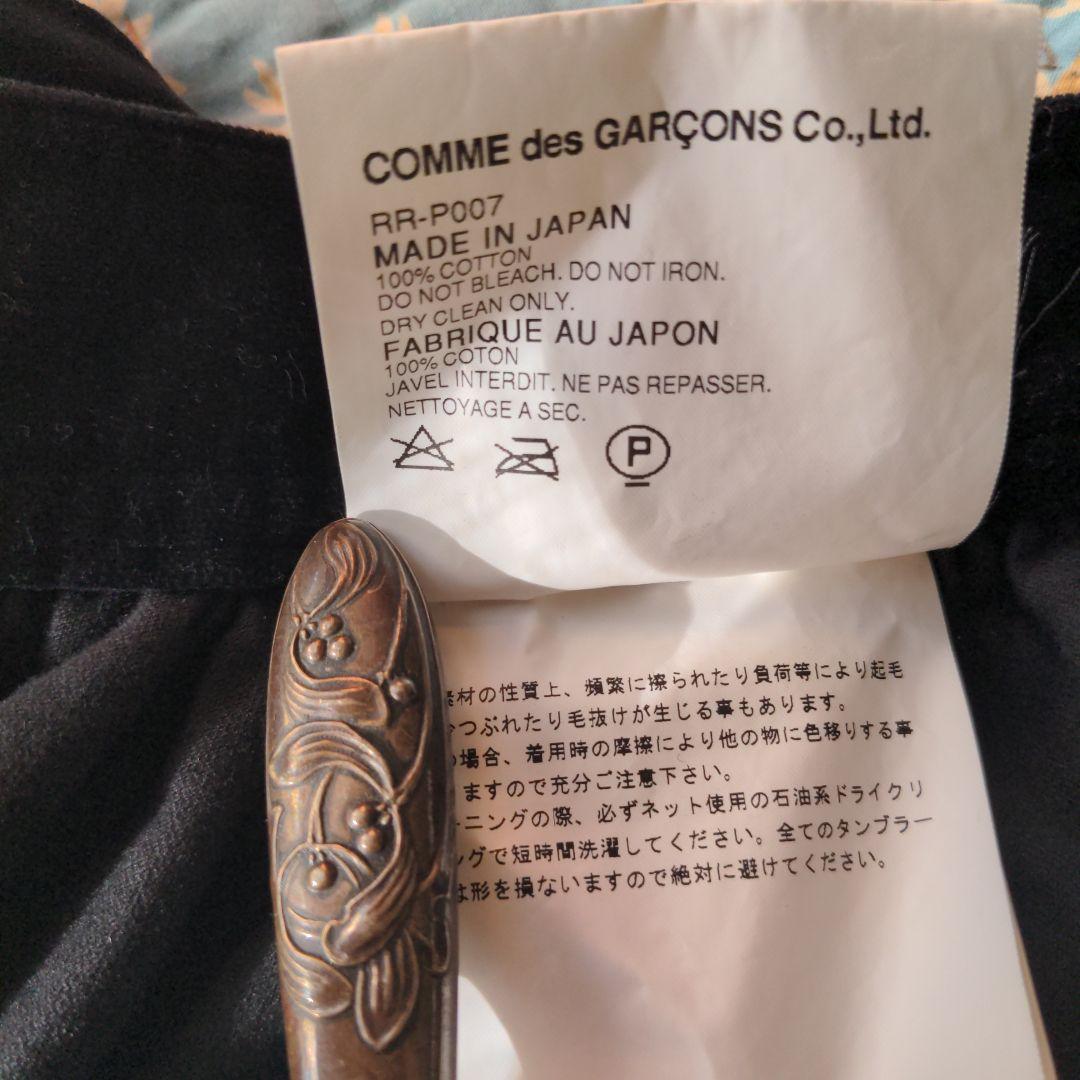 COMME des GARÇONS Co.,Ltd.
RR-P007
MADE IN JAPAN
100% COTTON
DO NOT BLEACH. DO NOT IRON.
DRY CLEAN ONLY.
FABRIQUE AU JAPON
100% COTON
JAVEL INTERDIT. NE PAS REPASSER.
NETTOYAGE A SEC.
P
素材の性質上、頻繁に擦られたり負荷等により起毛
つぶれたり毛抜けが生じる事もあります。
場合、着用時の摩擦により他の物に色移りする事
ますので充分ご注意下さい。
ーニングの際、必ずネット使用の石油系ドライクリ
ングで短時間洗濯してください。全てのタンブラー
は形を損ないますので絶対に避けてください。